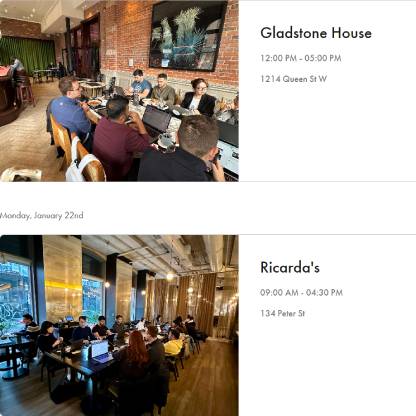 Gladstone House
12:00 PM - 05:00 PM
1214 Queen St W
Monday, January 22nd
Ricarda's
09:00 AM - 04:30 PM
134 Peter St